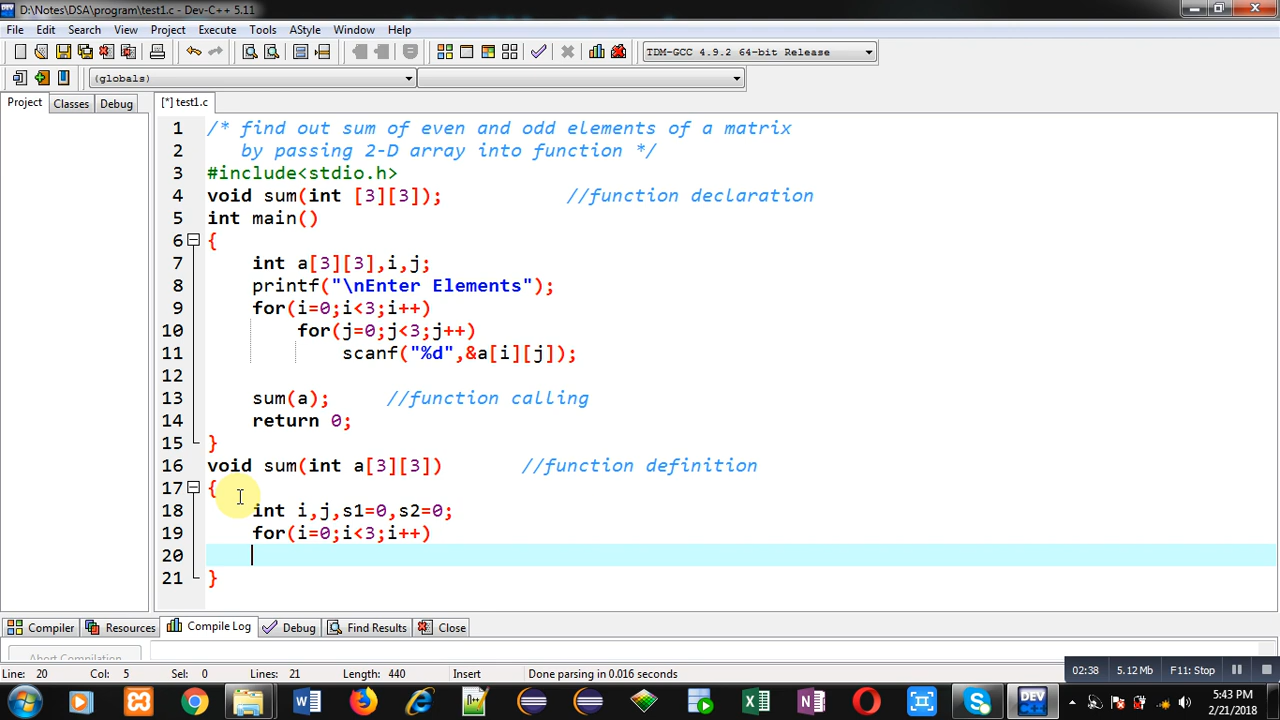 D:\Notes\DSA\program\test1.c - Dev-C++ 5.11
File Edit Search View Project Execute Tools AStyle Window Help
TDM-GCC 4.9.2 64-bit Release
(globals)
Project Classes Debug [*] test1.c
1 /* find out sum of even and odd elements of a matrix
2 by passing 2-D array into function */
3 #include<stdio.h>
4 void sum(int [3][3]); //function declaration
5 int main()
6 {
7 int a[3][3],i,j;
8 printf("\nEnter Elements");
9 for(i=0;i<3;i++)
10 for(j=0;j<3;j++)
11 scanf("%d",&a[i][j]);
12
13 sum(a); //function calling
14 return 0;
15 }
16 void sum(int a[3][3]) //function definition
17 {
18 int i,j,s1=0,s2=0;
19 for(i=0;i<3;i++)
20
21 }
Compiler Resources Compile Log Debug Find Results Close
Abort Compilation
Line: 20 Col: 5 Sel: 0 Lines: 21 Length: 440 Insert Done parsing in 0.016 seconds
02:38 5.12 Mb F11: Stop
5:43 PM
2/21/2018